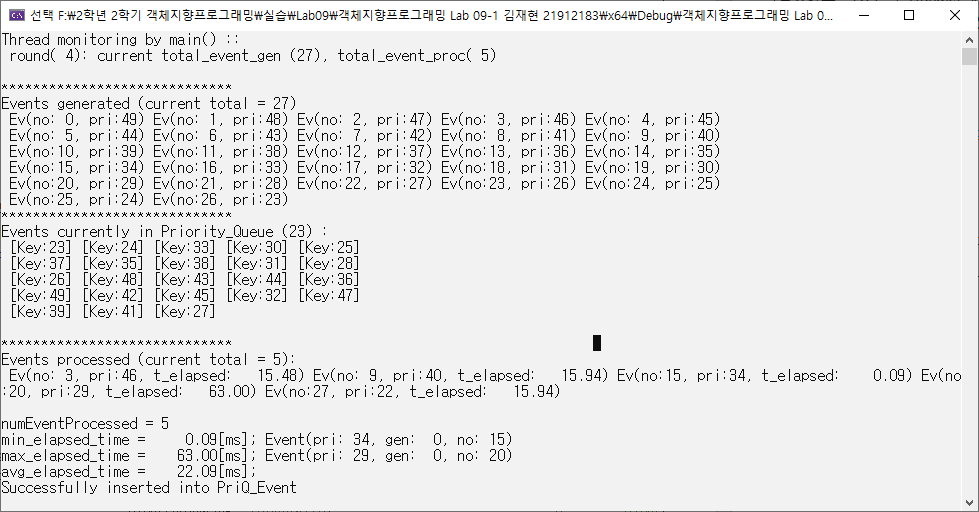 선택 F:₩2학년 2학기 객체지향프로그래밍₩실습₩Lab09₩객체지향프로그래밍 Lab 09-1 김재현 21912183₩x64₩Debug₩객체지향프로그래밍 Lab 0...
Thread monitoring by main() ::
round( 4): current total_event_gen (27), total_event_proc( 5)
*****************************
Events generated (current total = 27)
Ev(no: 0, pri:49) Ev(no: 1, pri:48) Ev(no: 2, pri:47) Ev(no: 3, pri:46) Ev(no: 4, pri:45)
Ev(no: 5, pri:44) Ev(no: 6, pri:43) Ev(no: 7, pri:42) Ev(no: 8, pri:41) Ev(no: 9, pri:40)
Ev(no:10, pri:39) Ev(no:11, pri:38) Ev(no:12, pri:37) Ev(no:13, pri:36) Ev(no:14, pri:35)
Ev(no:15, pri:34) Ev(no:16, pri:33) Ev(no:17, pri:32) Ev(no:18, pri:31) Ev(no:19, pri:30)
Ev(no:20, pri:29) Ev(no:21, pri:28) Ev(no:22, pri:27) Ev(no:23, pri:26) Ev(no:24, pri:25)
Ev(no:25, pri:24) Ev(no:26, pri:23)
*****************************
Events currently in Priority_Queue (23) :
[Key:23] [Key:24] [Key:33] [Key:30] [Key:25]
[Key:37] [Key:35] [Key:38] [Key:31] [Key:28]
[Key:26] [Key:48] [Key:43] [Key:44] [Key:36]
[Key:49] [Key:42] [Key:45] [Key:32] [Key:47]
[Key:39] [Key:41] [Key:27]
*****************************
Events processed (current total = 5):
Ev(no: 3, pri:46, t_elapsed:   15.48) Ev(no: 9, pri:40, t_elapsed:   15.94) Ev(no:15, pri:34, t_elapsed:    0.09) Ev(no
:20, pri:29, t_elapsed:   63.00) Ev(no:27, pri:22, t_elapsed:   15.94)
numEventProcessed = 5
min_elapsed_time =     0.09[ms]; Event(pri: 34, gen:  0, no: 15)
max_elapsed_time =    63.00[ms]; Event(pri: 29, gen:  0, no: 20)
avg_elapsed_time =    22.09[ms];
Successfully inserted into PriQ_Event